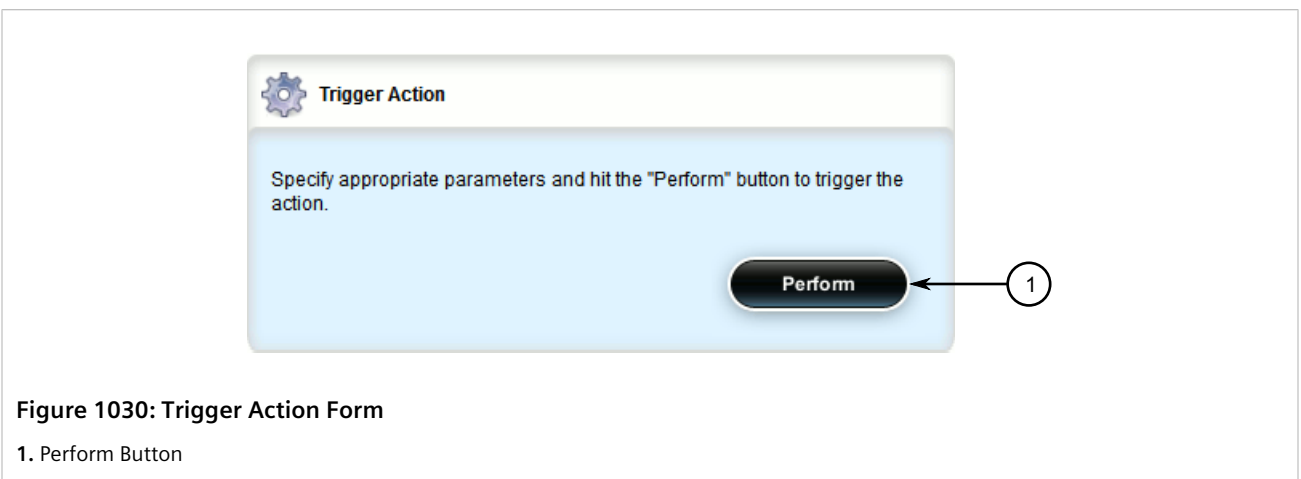 Trigger Action
Specify appropriate parameters and hit the "Perform" button to trigger the
action.
Perform
1
Figure 1030: Trigger Action Form
1. Perform Button